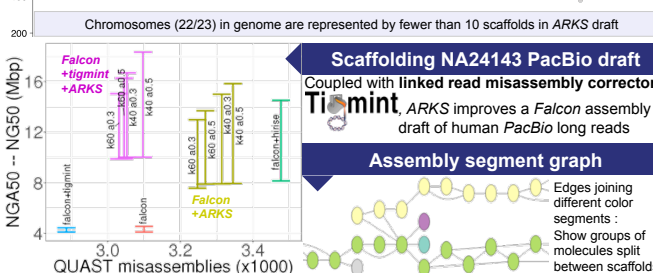 Chromosomes (22/23) in genome are represented by fewer than 10 scaffolds in ARKS draft
200
NGA50 -- NG50 (Mbp)
16
12
8
4
Falcon
+tigmint
+ARKS
k60 a0.3
k60 a0.5
k40 a0.3
k40 a0.5
k60 a0.3
k60 a0.5
k40 a0.3
k40 a0.5
falcon+hirise
falcon+tigmint
falcon
Falcon
+ARKS
3.0
3.2
3.4
QUAST misassemblies (x1000)
Scaffolding NA24143 PacBio draft
Coupled with linked read misassembly corrector
Tigmint, ARKS improves a Falcon assembly
draft of human PacBio long reads
Assembly segment graph
Edges joining
different color
segments :
Show groups of
molecules split
between scaffold